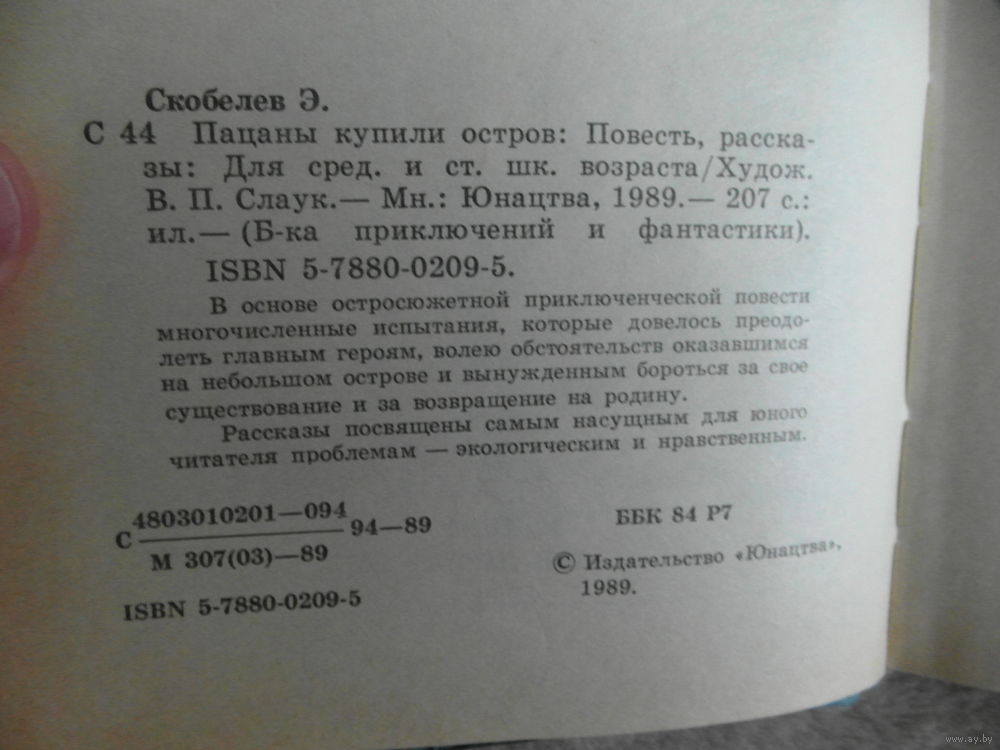 Скобелев Э.
С 44 Пацаны купили остров: Повесть, расска-
зы: Для сред. и ст. шк. возраста/Худож.
В. П. Слаук.— Мн.: Юнацтва, 1989.— 207 с.:
ил.— (Б-ка приключений и фантастики).
ISBN 5-7880-0209-5.
В основе остросюжетной приключенческой повести
многочисленные испытания, которые довелось преодо-
леть главным героям, волею обстоятельств оказавшимся
на небольшом острове и вынужденным бороться за свое
существование и за возвращение на родину.
Рассказы посвящены самым насущным для юного
читателя проблемам — экологическим и нравственным.
С 4803010201—094 94—89
М 307(03)—89
ББК 84 Р7
ISBN 5-7880-0209-5
© Издательство «Юнацтва»,
1989.
www.ay.by